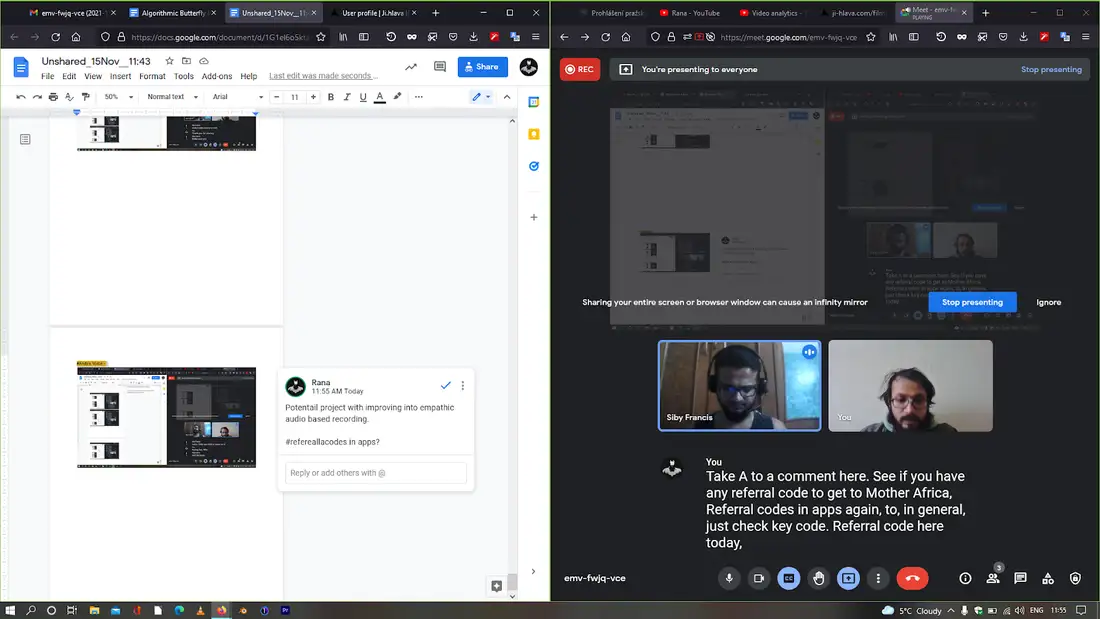 emv-fwjq-vce (2021-1
Algorithmic Butterfly
Unshared_15Nov__11:43
User profile | Ji.hlava
https://docs.google.com/document/d/
Unshared_15Nov__11:43
File Edit View Insert Format Tools Add-ons Help Last edit was made seconds ...
Share
50% Normal text Arial 11 B I U A
Rana
11:55 AM Today
Potentail project with improving into empathic
audio based recording.
#refereallacodes in apps?
Reply or add others with @
Prohlášení pražsk
Rana - YouTube
Video analytics -
ji-hlava.com/Film
Meet - emv-f
PLAYING
https://meet.google.com/emv-fwjq-vce
REC
You're presenting to everyone
Stop presenting
Sharing your entire screen or browser window can cause an infinity mirror
Stop presenting
Ignore
Siby Francis
You
You
Take A to a comment here. See if you have
any referral code to get to Mother Africa,
Referral codes in apps again, to, in general,
just check key code. Referral code here
today,
emv-fwjq-vce
CC
3
5°C Cloudy
ENG
11:55